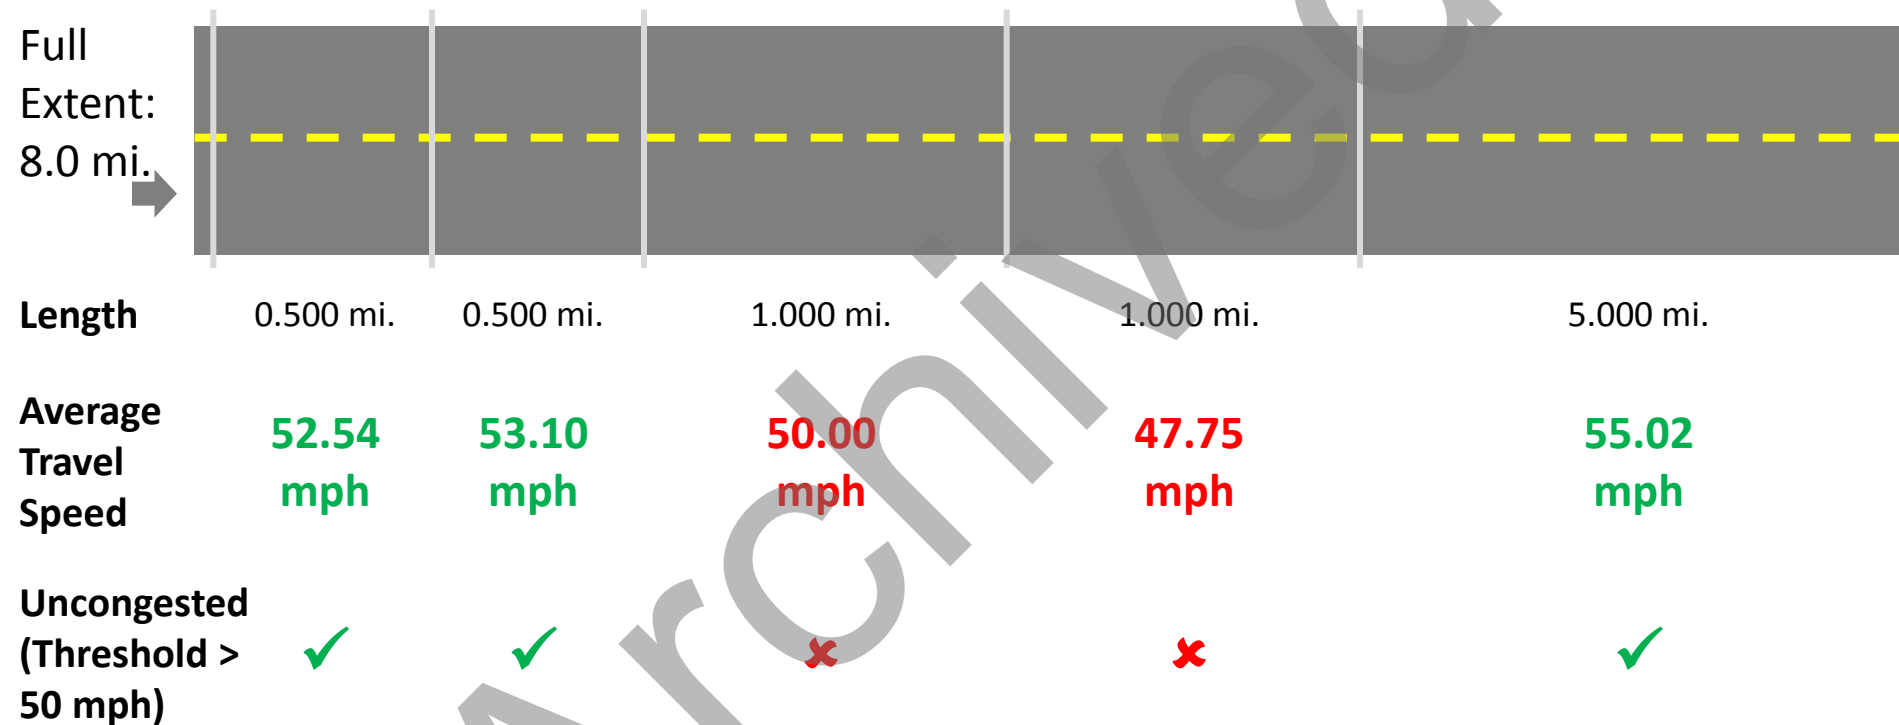 Full
Extent:
8.0 mi.
Length 0.500 mi. 0.500 mi. 1.000 mi. 1.000 mi. 5.000 mi.
Average
Travel
Speed
52.54 53.10 50.00 47.75 55.02
mph mph mph mph mph
Uncongested
(Threshold >
50 mph)
✓ ✓ ✘ ✘ ✓
Archived